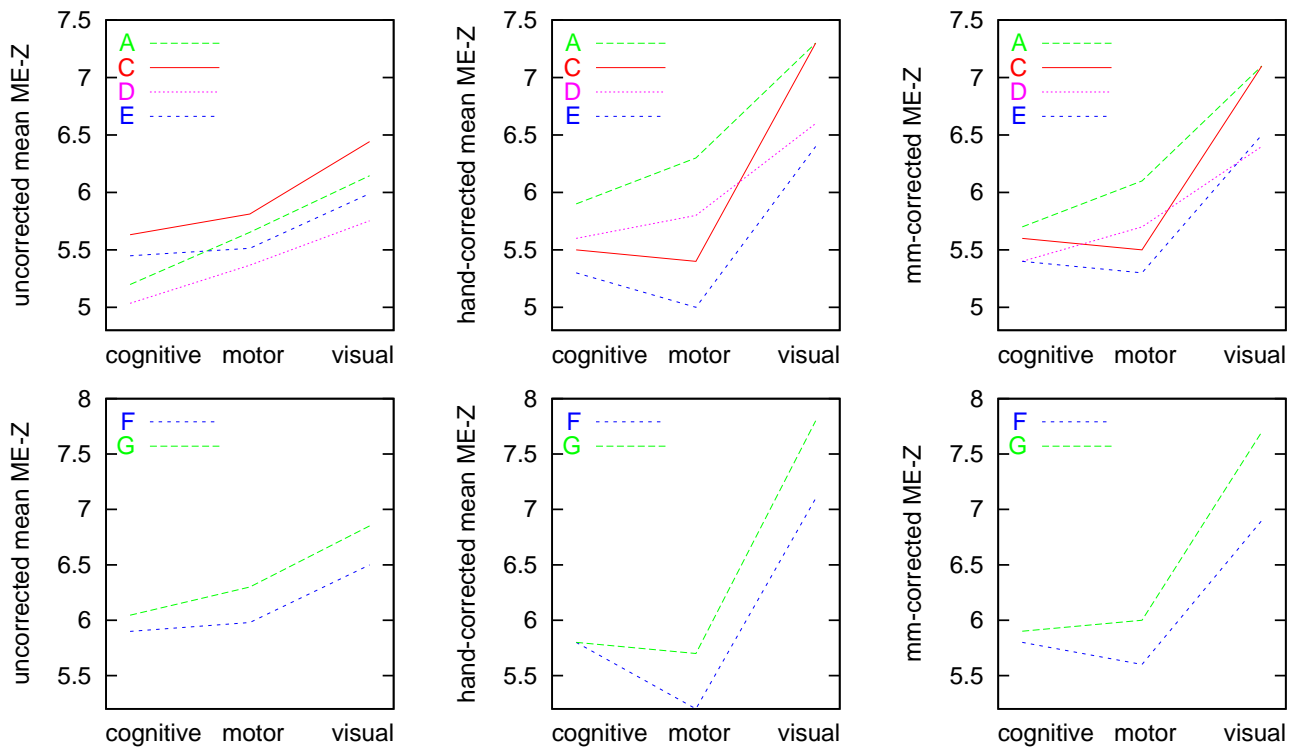 uncorrected mean ME-Z
7.5
7
6.5
6
5.5
5
A
C
D
E
cognitive motor visual
hand-corrected mean ME-Z
7.5
7
6.5
6
5.5
5
A
C
D
E
cognitive motor visual
mm-corrected ME-Z
7.5
7
6.5
6
5.5
5
A
C
D
E
cognitive motor visual
uncorrected mean ME-Z
8
7.5
7
6.5
6
5.5
F
G
cognitive motor visual
hand-corrected mean ME-Z
8
7.5
7
6.5
6
5.5
F
G
cognitive motor visual
mm-corrected ME-Z
8
7.5
7
6.5
6
5.5
F
G
cognitive motor visual